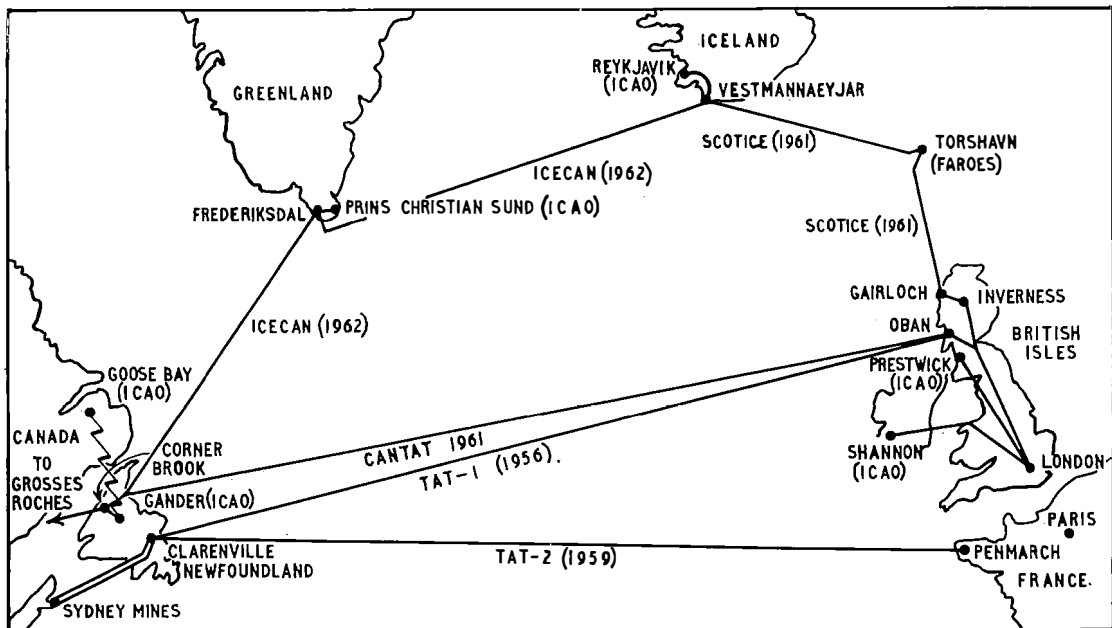 ICELAND
REYKJAVIK
(ICAO)
VESTMANNAEYJAR
GREENLAND
SCOTICE (1961)
TORSHAVN
(FAROES)
ICECAN (1962)
FREDERIKSDAL
PRINS CHRISTIAN SUND (ICAO)
SCOTICE (1961)
GAIRLOCH
INVERNESS
ICECAN (1962)
OBAN
BRITISH
ISLES
PRESTWICK
(ICAO)
GOOSE BAY
(ICAO)
CANADA
TO
GROSSES
ROCHES
CORNER
BROOK
CANTAT 1961
TAT-1 (1956).
SHANNON
(ICAO)
LONDON
GANDER (ICAO)
PARIS
CLARENVILLE
NEWFOUNDLAND
TAT-2 (1959)
PENMARCH
FRANCE.
SYDNEY MINES